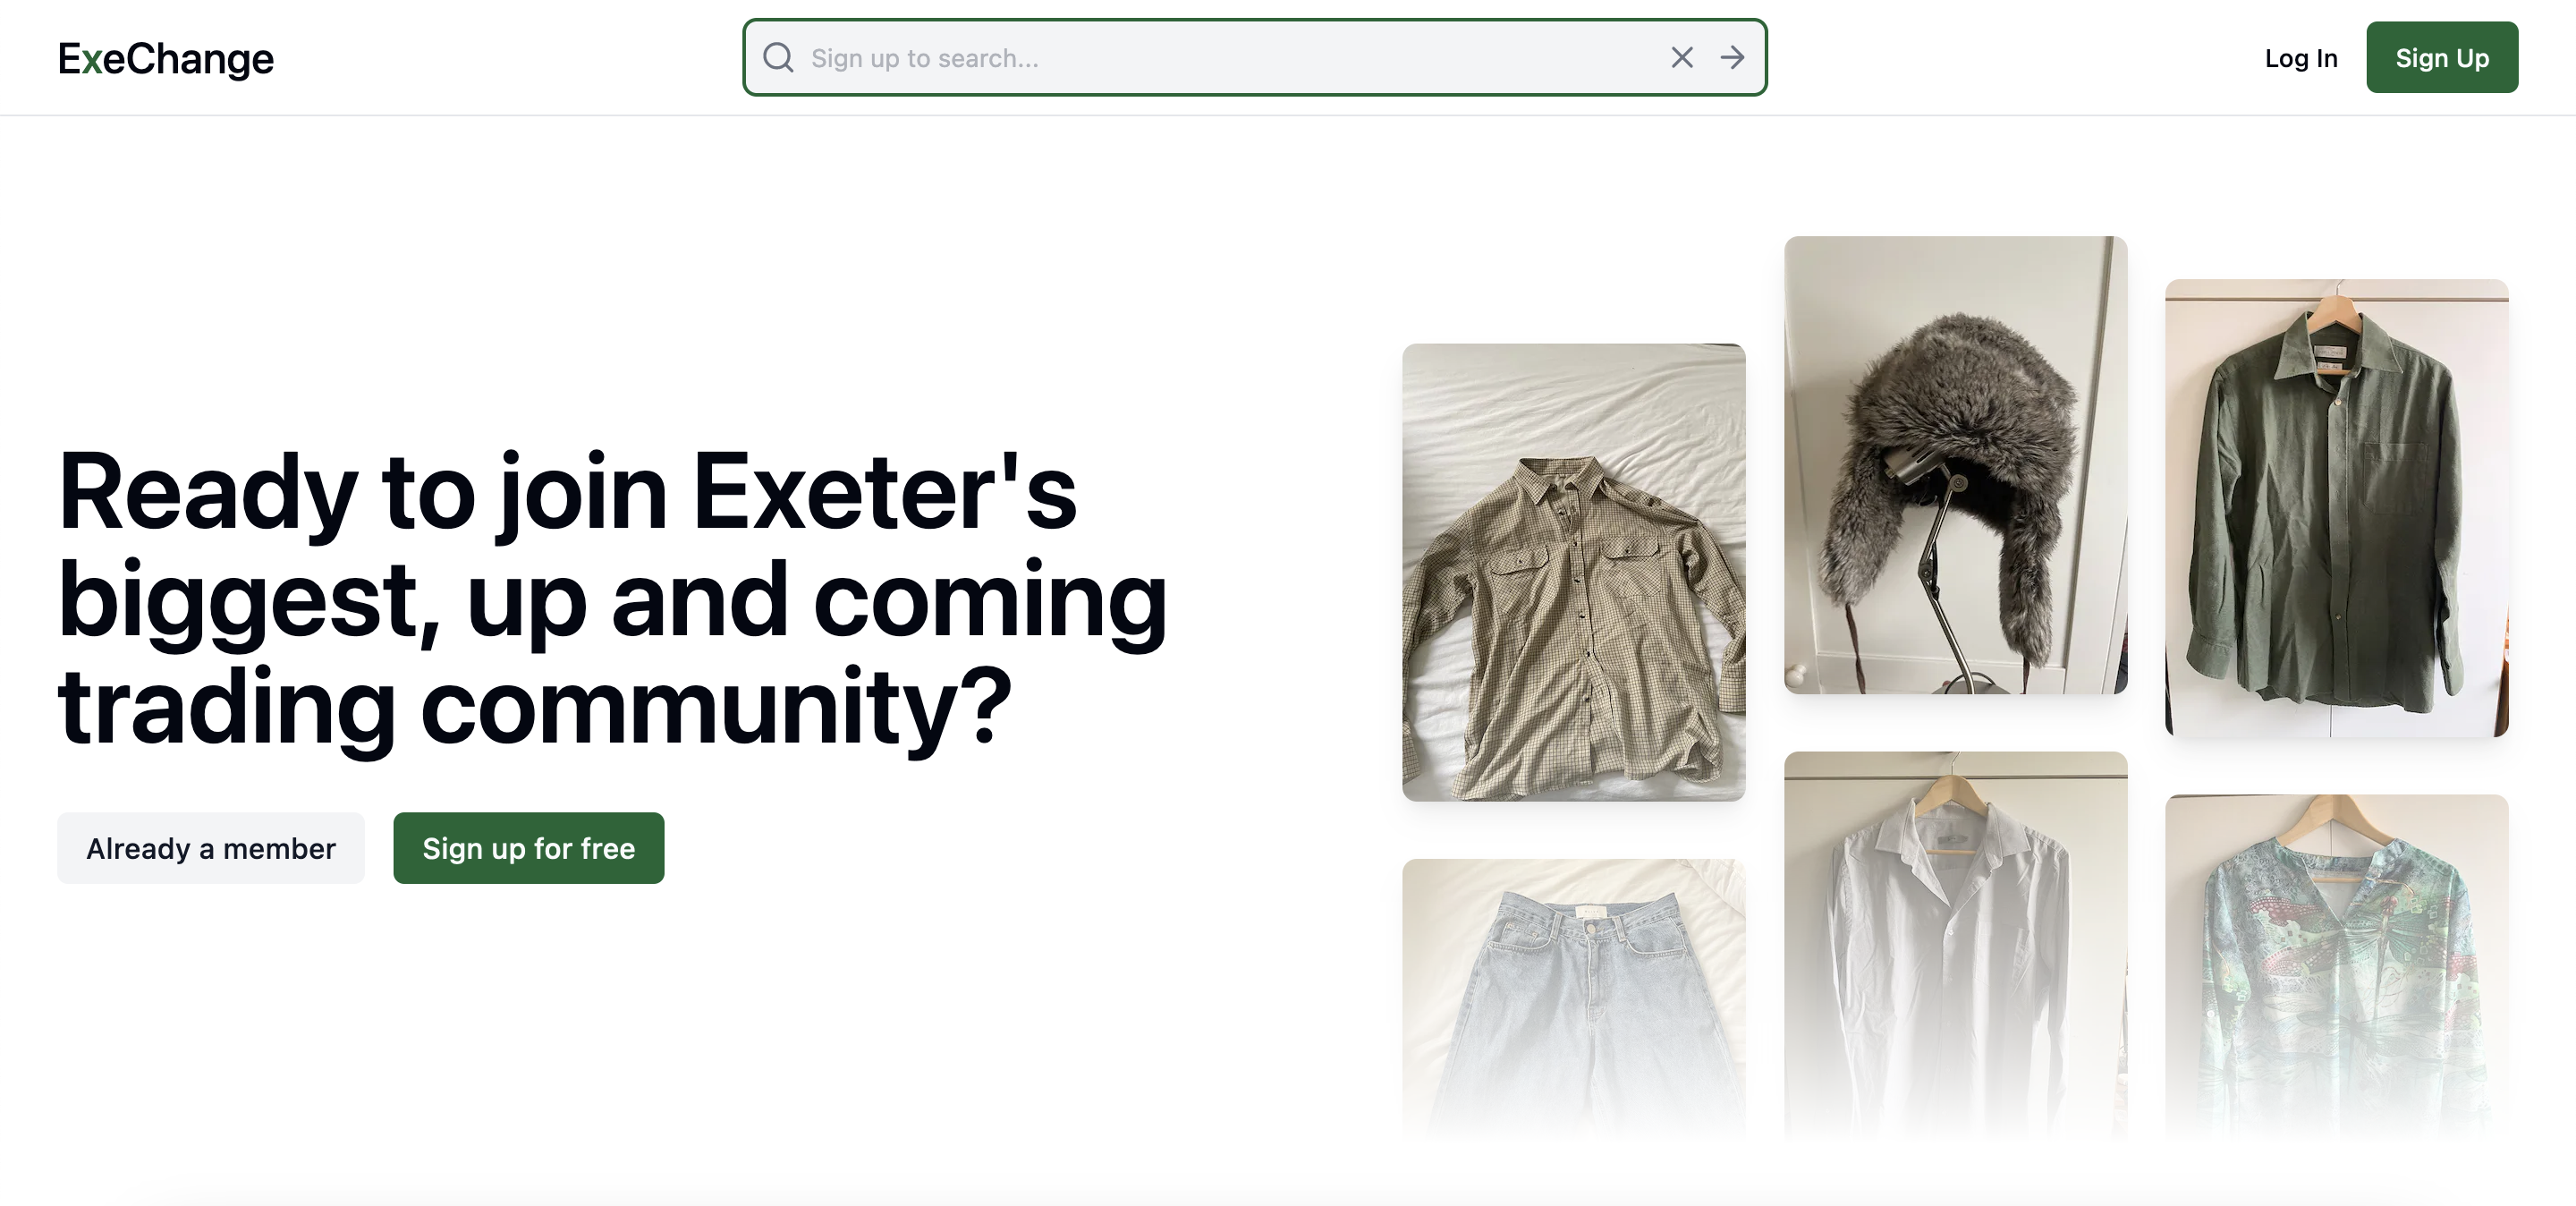 ExeChange
Sign up to search...
Log In
Sign Up
Ready to join Exeter's
biggest, up and coming
trading community?
Already a member
Sign up for free